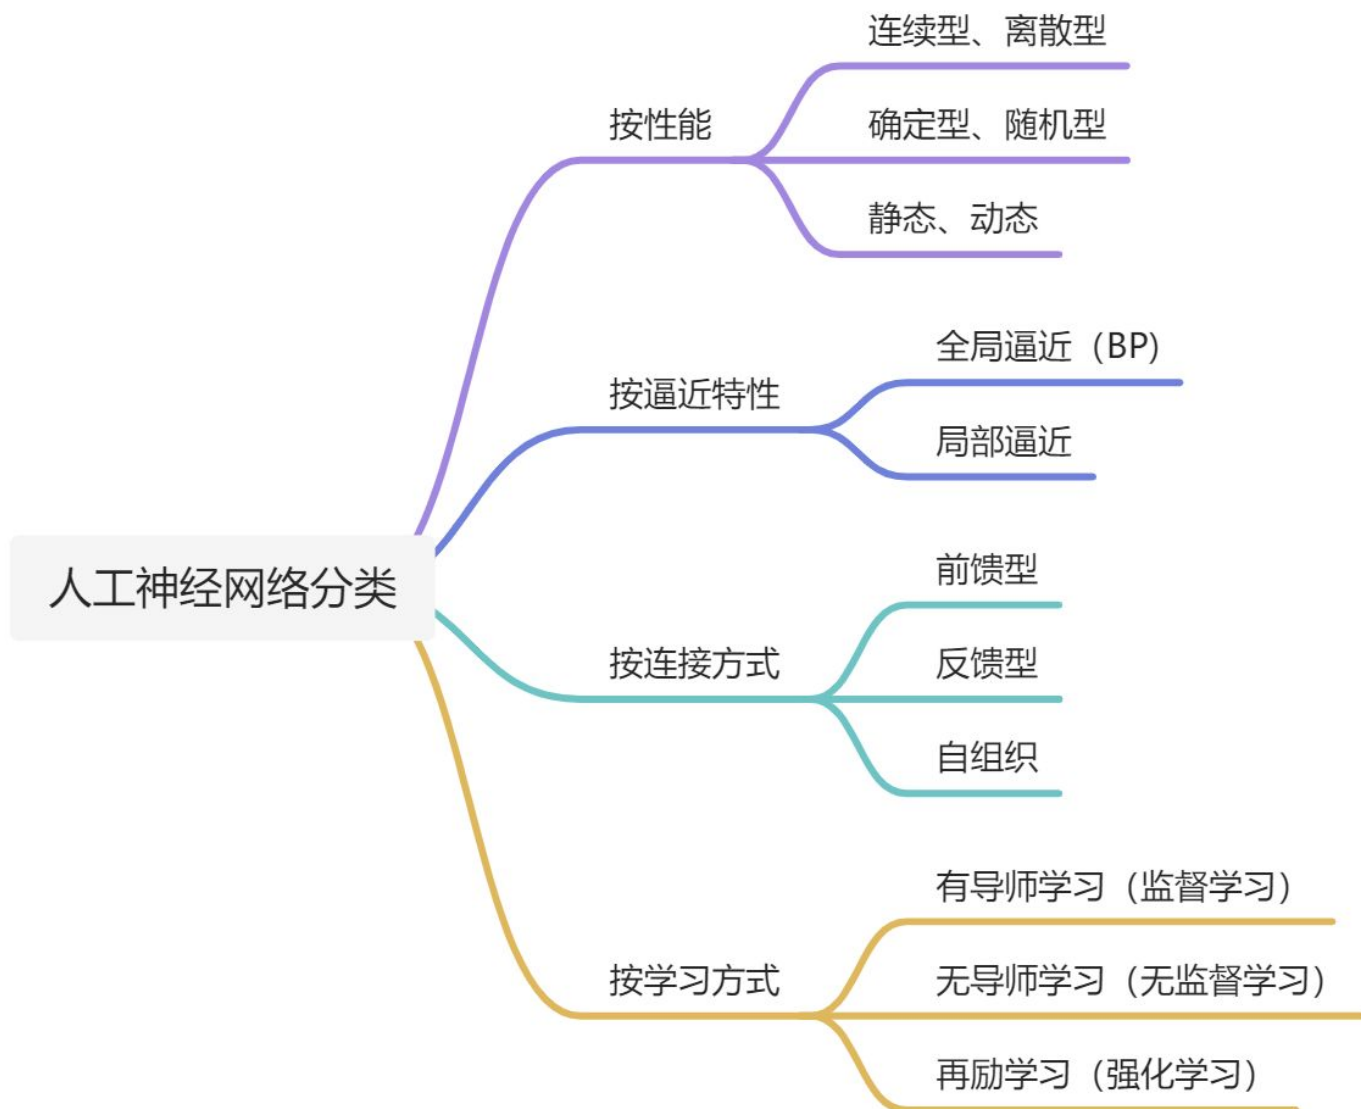 人工神经网络分类
按性能
连续型、离散型
确定型、随机型
静态、动态
按逼近特性
全局逼近（BP)
局部逼近
按连接方式
前馈型
反馈型
自组织
按学习方式
有导师学习（监督学习）
无导师学习（无监督学习）
再励学习（强化学习）